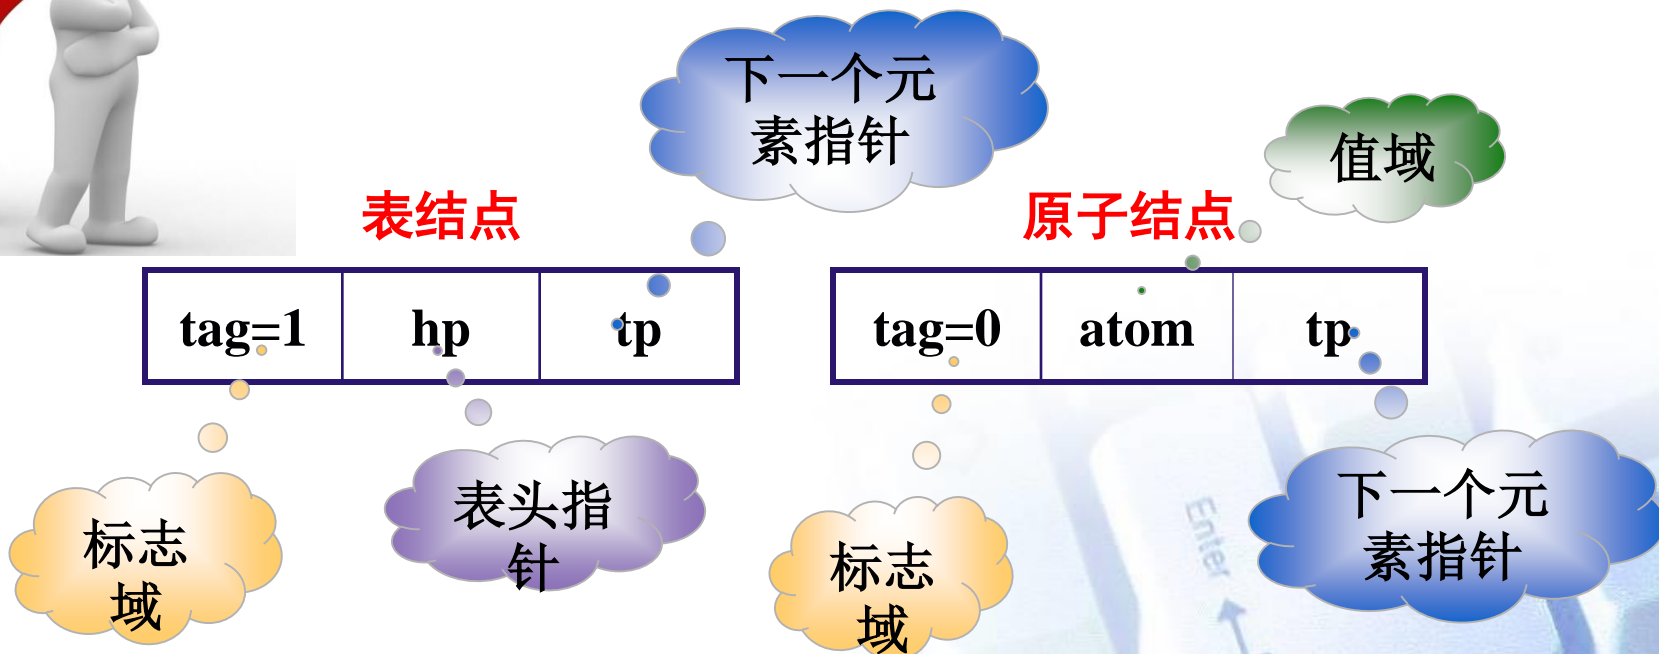 下一个元
素指针
值域
表结点
原子结点
tag=1 hp tp
tag=0 atom tp
标志
域
表头指
针
标志
域
下一个元
素指针
Enter